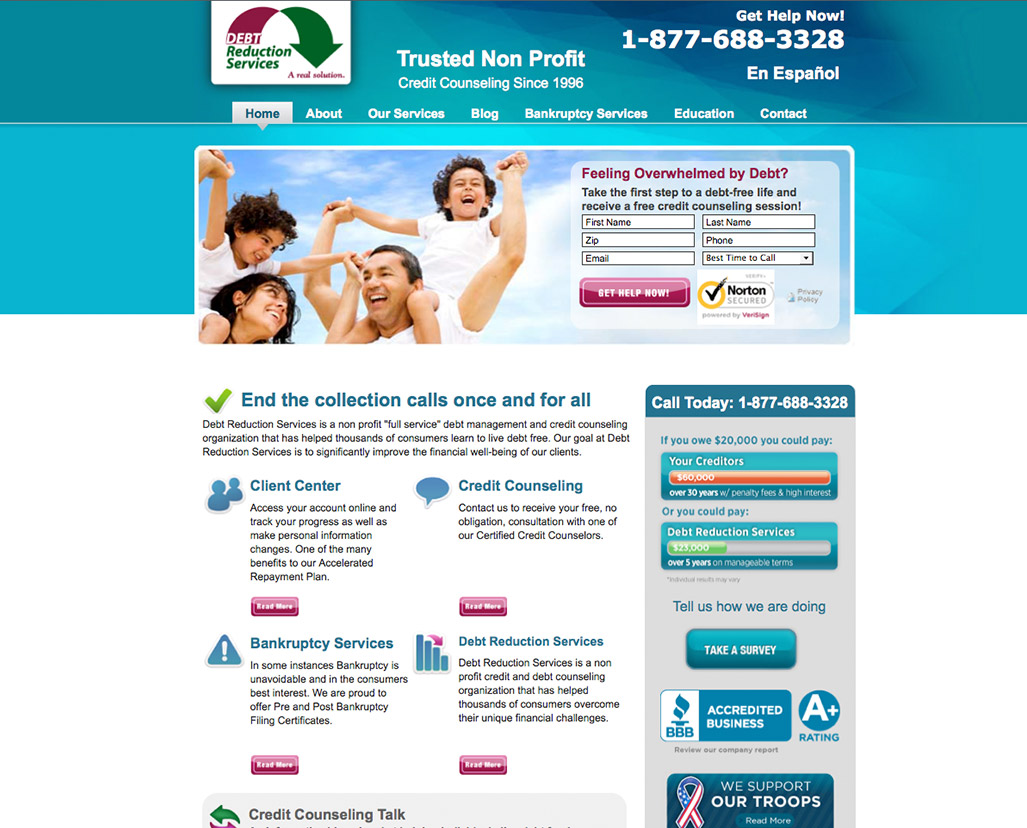 DEBT
Reduction
Services
A real solution.
Trusted Non Profit
Credit Counseling Since 1996
Get Help Now!
1-877-688-3328
En Español
Home
About
Our Services
Blog
Bankruptcy Services
Education
Contact
Feeling Overwhelmed by Debt?
Take the first step to a debt-free life and
receive a free credit counseling session!
First Name
Last Name
Zip
Phone
Email
Best Time to Call
GET HELP NOW!
VERIFY
Norton
SECURED
powered by VeriSign
Privacy
Policy
End the collection calls once and for all
Debt Reduction Services is a non profit "full service" debt management and credit counseling
organization that has helped thousands of consumers learn to live debt free. Our goal at Debt
Reduction Services is to significantly improve the financial well-being of our clients.
Client Center
Access your account online and
track your progress as well as
make personal information
changes. One of the many
benefits to our Accelerated
Repayment Plan.
Read More
Credit Counseling
Contact us to receive your free, no
obligation, consultation with one of
our Certified Credit Counselors.
Read More
Bankruptcy Services
In some instances Bankruptcy is
unavoidable and in the consumers
best interest. We are proud to
offer Pre and Post Bankruptcy
Filing Certificates.
Read More
Debt Reduction Services
Debt Reduction Services is a non
profit credit and debt counseling
organization that has helped
thousands of consumers overcome
their unique financial challenges.
Read More
Credit Counseling Talk
Call Today: 1-877-688-3328
If you owe $20,000 you could pay:
Your Creditors
$60,000
over 30 years w/ penalty fees & high interest
Or you could pay:
Debt Reduction Services
$23,000
over 5 years on manageable terms
*Individual results may vary
Tell us how we are doing
TAKE A SURVEY
BBB
ACCREDITED
BUSINESS
A+
RATING
Review our company report
WE SUPPORT
OUR TROOPS
Read More